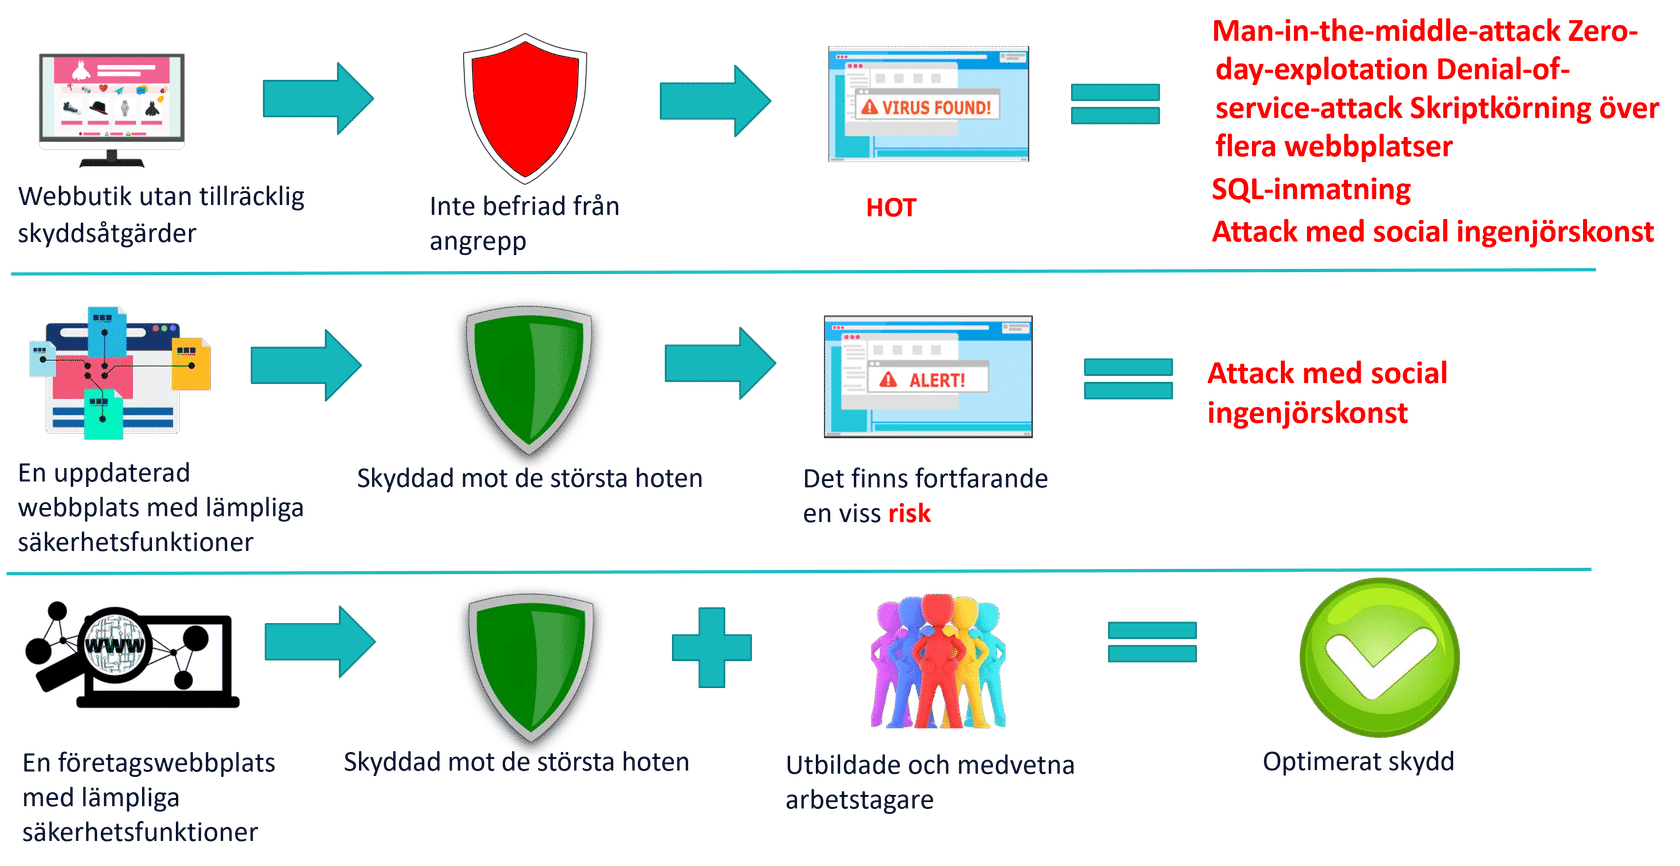 Man-in-the-middle-attack Zero-
day-explotation Denial-of-
service-attack Skriptkörning över
flera webbplatser
SQL-inmatning
Attack med social ingenjörskonst
VIRUS FOUND!
Webbutik utan tillräcklig
skyddsåtgärder
Inte befriad från
angrepp
HOT
ALERT!
Attack med social
ingenjörskonst
En uppdaterad
webbplats med lämpliga
säkerhetsfunktioner
Skyddad mot de största hoten
Det finns fortfarande
en viss risk
www
En företagswebbplats
med lämpliga
säkerhetsfunktioner
Skyddad mot de största hoten
Utbildade och medvetna
arbetstagare
Optimerat skydd